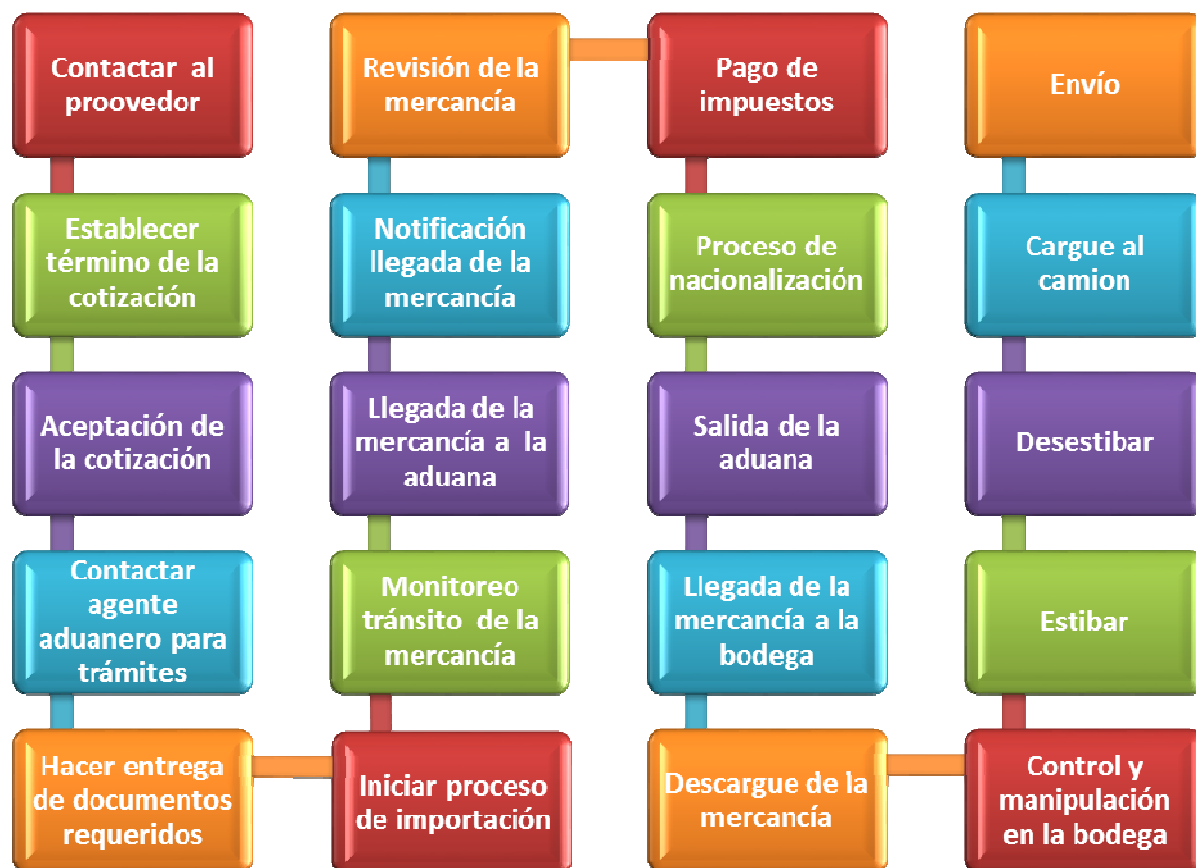 Contactar al
proovedor
Establecer
término de la
cotización
Aceptación de
la cotización
Contactar
agente
aduanero para
trámites
Hacer entrega
de documentos
requeridos
Iniciar proceso
de importación
Monitoreo
tránsito de la
mercancía
Llegada de la
mercancía a la
aduana
Notificación
llegada de la
mercancía
Revisión de la
mercancía
Pago de
impuestos
Proceso de
nacionalización
Salida de la
aduana
Llegada de la
mercancía a la
bodega
Descargue de la
mercancía
Control y
manipulación
en la bodega
Estibar
Desestibar
Cargue al
camion
Envío